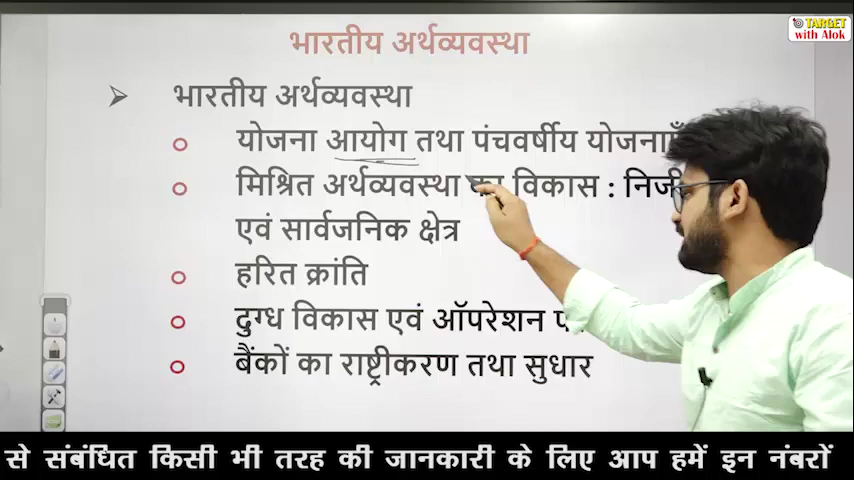 TARGET
with Alok
भारतीय अर्थव्यवस्था
भारतीय अर्थव्यवस्था
योजना आयोग तथा पंचवर्षीय योजनाएँ
मिश्रित अर्थव्यवस्था का विकास : निजी
एवं सार्वजनिक क्षेत्र
हरित क्रांति
दुग्ध विकास एवं ऑपरेशन
बैंकों का राष्ट्रीकरण तथा सुधार
से संबंधित किसी भी तरह की जानकारी के लिए आप हमें इन नंबरों